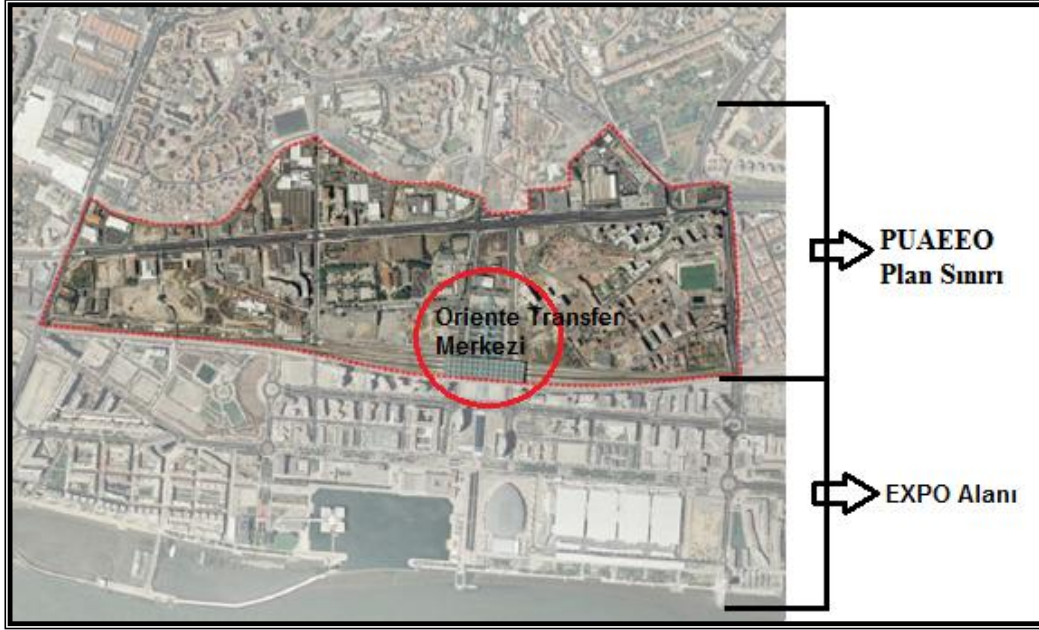 Oriente Transfer
Merkezi
PUAEEO
Plan Sınırı
EXPO Alanı